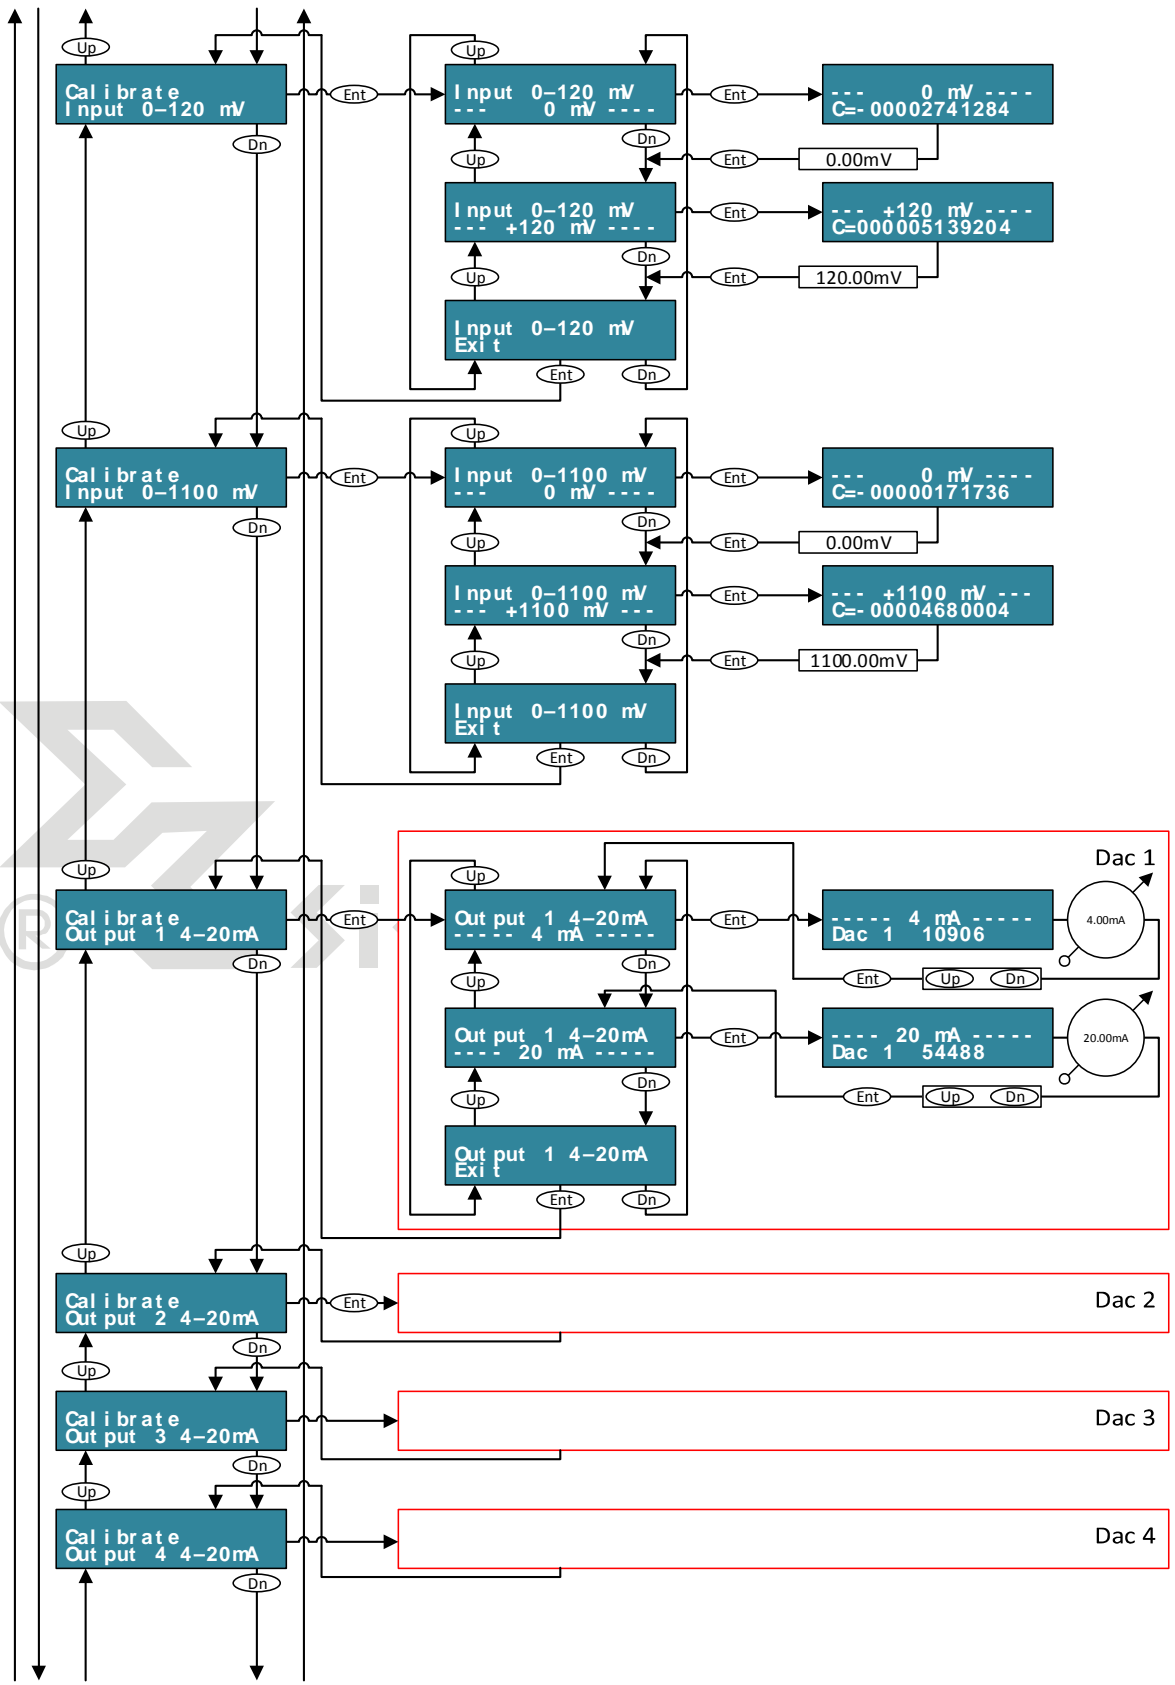 Up
Calibrate
Input 0–120 mV
Dn
Ent
Up
Input 0–120 mV
--- 0 mV ----
Dn
Ent
--- 0 mV ----
C=-00002741284
Ent
0.00mV
Up
Input 0–120 mV
--- +120 mV ----
Dn
Ent
--- +120 mV ----
C=000005139204
Ent
120.00mV
Up
Input 0–120 mV
Exit
Ent
Dn
Up
Calibrate
Input 0–1100 mV
Dn
Ent
Up
Input 0–1100 mV
--- 0 mV ----
Dn
Ent
--- 0 mV ----
C=-00000171736
Ent
0.00mV
Up
Input 0–1100 mV
--- +1100 mV ---
Dn
Ent
--- +1100 mV ---
C=-00004680004
Ent
1100.00mV
Up
Input 0–1100 mV
Exit
Ent
Dn
Up
Calibrate
Output 1 4–20mA
Dn
Ent
Dac 1
Up
Output 1 4–20mA
----- 4 mA -----
Dn
Ent
----- 4 mA -----
Dac 1 10906
4.00mA
Ent
Up
Dn
Up
Output 1 4–20mA
---- 20 mA -----
Dn
Ent
---- 20 mA -----
Dac 1 54488
20.00mA
Ent
Up
Dn
Up
Output 1 4–20mA
Exit
Ent
Dn
Up
Calibrate
Output 2 4–20mA
Dn
Ent
Dac 2
Up
Calibrate
Output 3 4–20mA
Dn
Dac 3
Up
Calibrate
Output 4 4–20mA
Dn
Dac 4
®